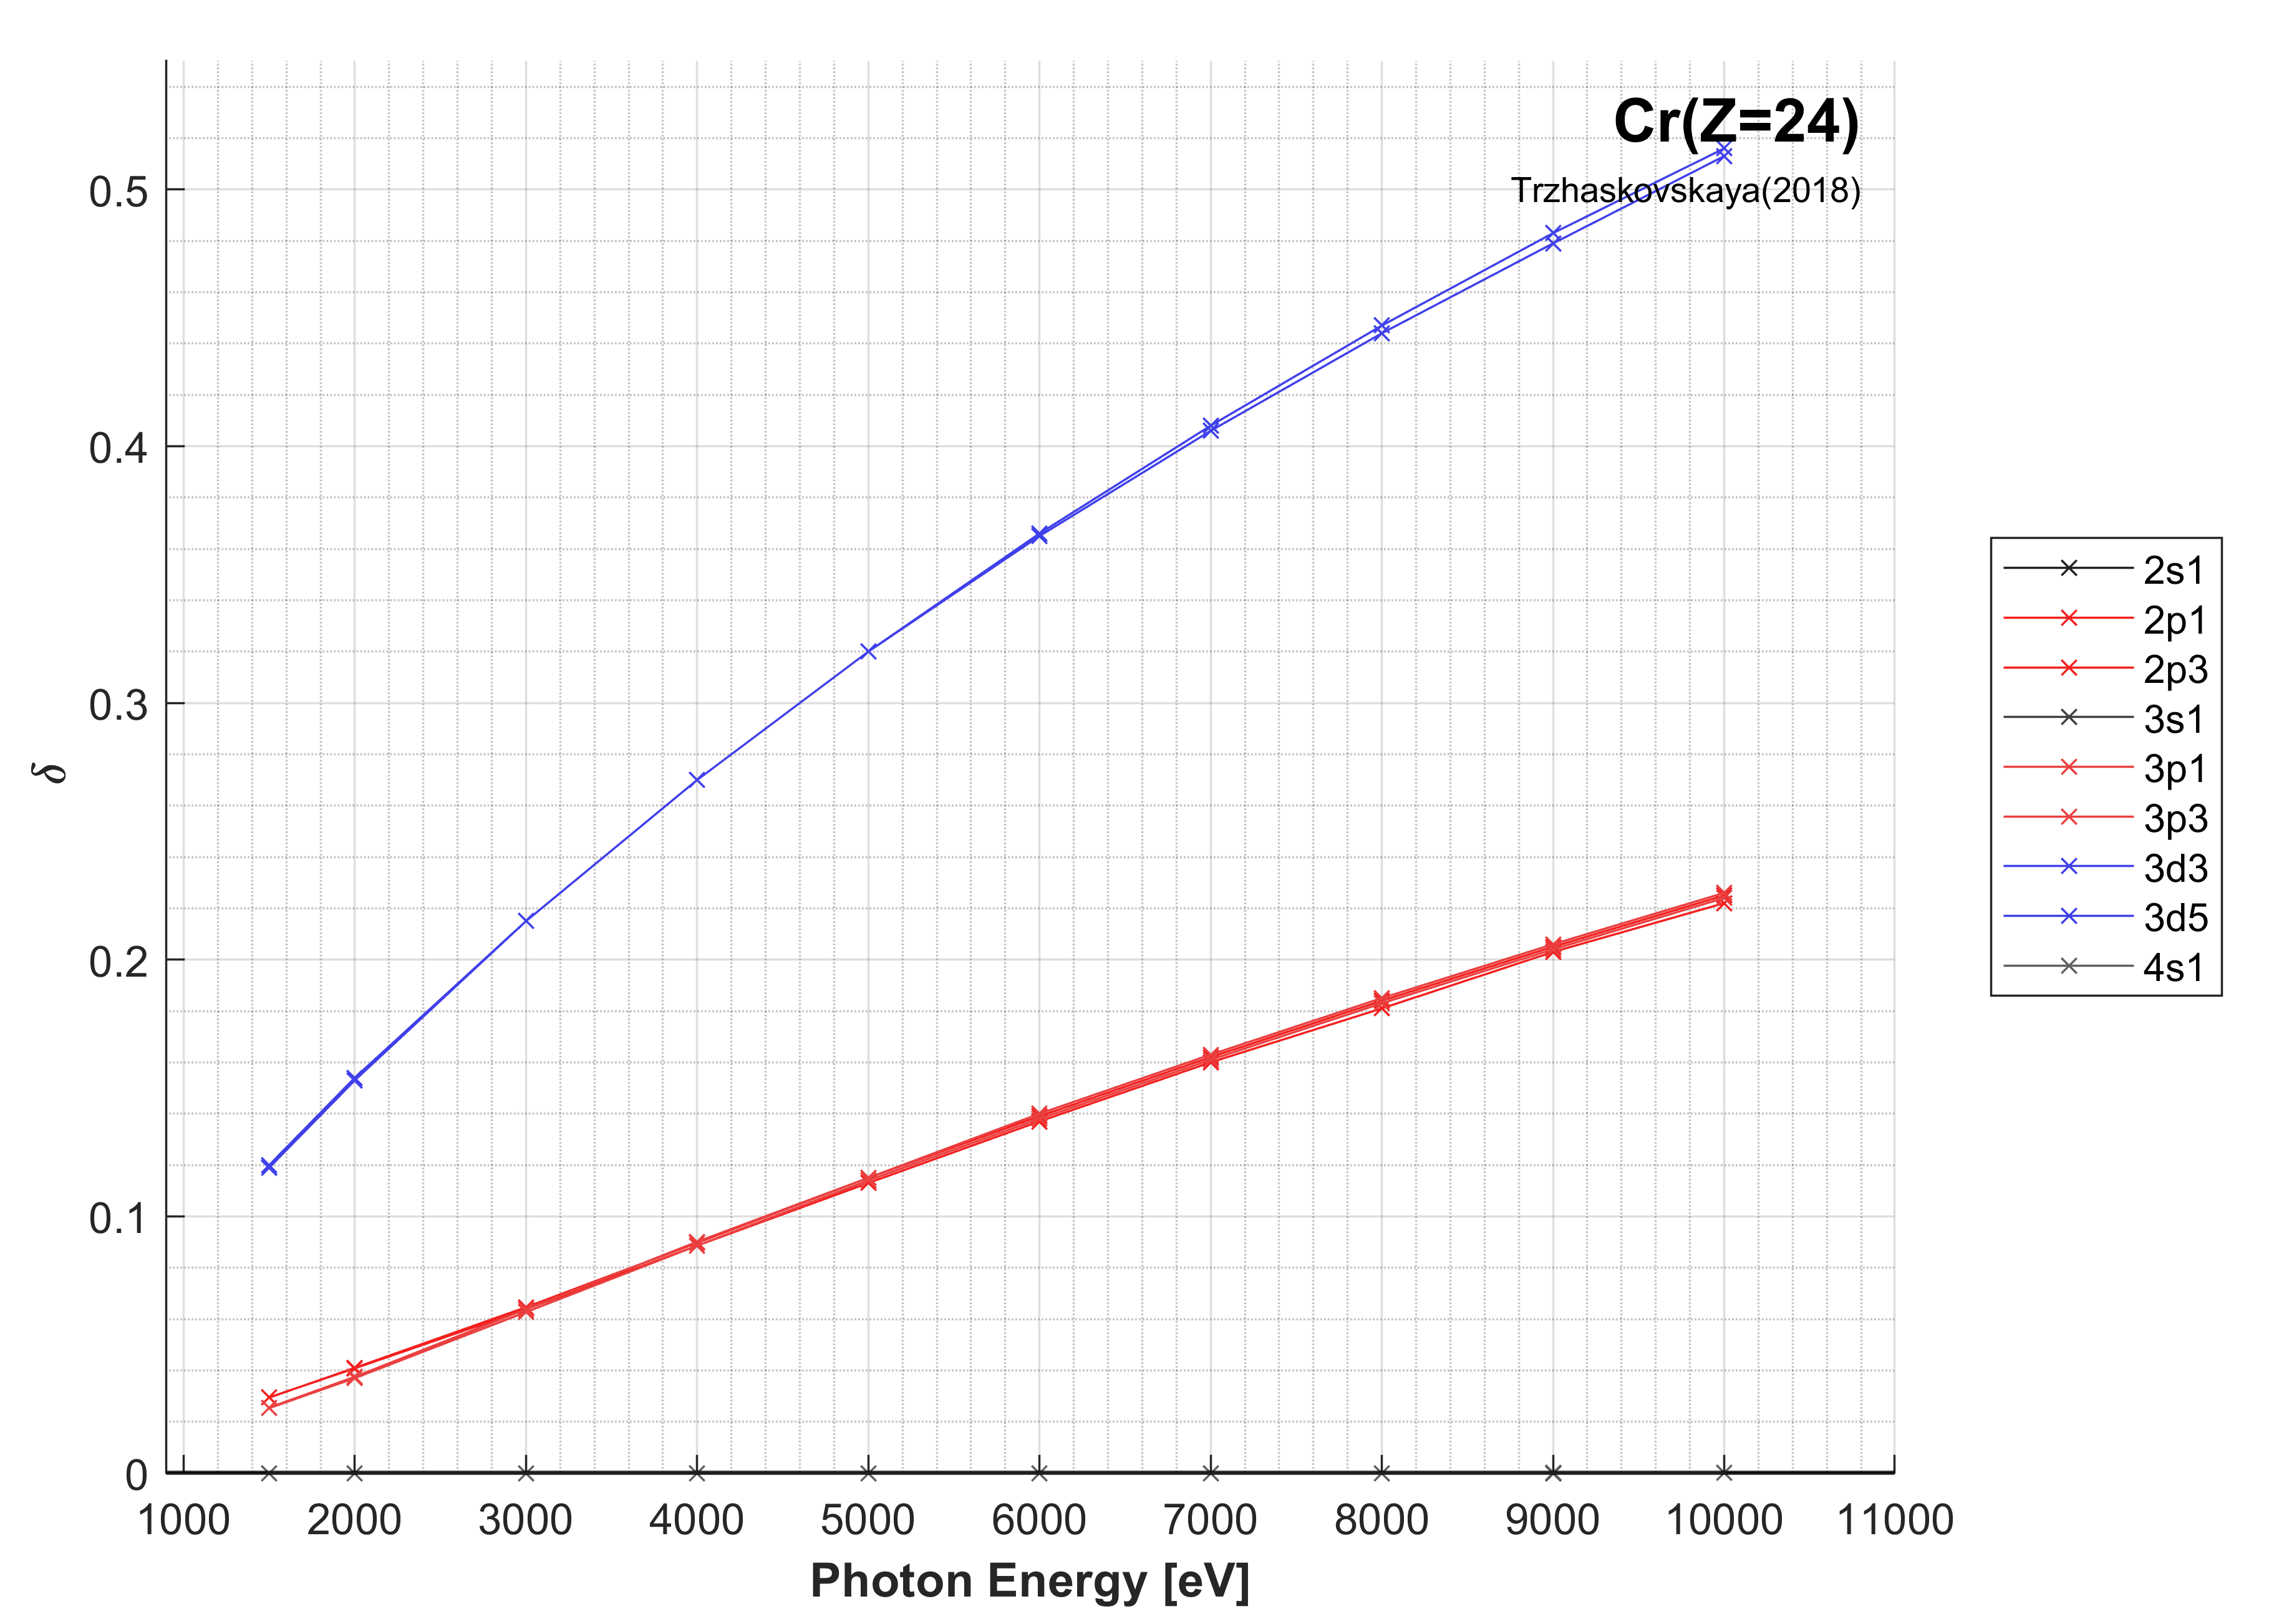 Cr(Z=24)
Trzhaskovskaya(2018)
0.5
0.4
0.3
0.2
0.1
0
δ
1000 2000 3000 4000 5000 6000 7000 8000 9000 10000 11000
Photon Energy [eV]
2s1
2p1
2p3
3s1
3p1
3p3
3d3
3d5
4s1